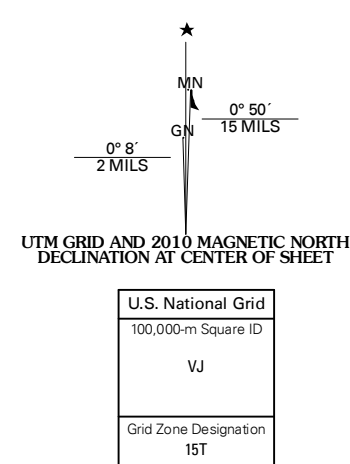 ★
MN
0° 50´
15 MILS
GN
0° 8´
2 MILS
UTM GRID AND 2010 MAGNETIC NORTH
DECLINATION AT CENTER OF SHEET
U.S. National Grid
100,000-m Square ID
VJ
Grid Zone Designation
15T